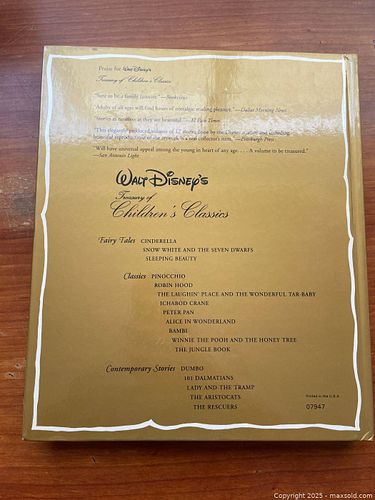 Praise for Walt Disney's
Treasury of Children's Classics
"Sure to be a family favorite."—Booknews
"Adults of all ages will find hours of nostalgic reading pleasure."—Dallas Morning News
"Stories as timeless as they are beautiful."—El Paso Times
"This elegantly produced volume of 17 stories from the Disney and including
beautiful reproductions of the artwork is a real collector's item."—Pittsburgh Press
"Will have universal appeal among the young in heart of any age. . . . A volume to be treasured."
—San Antonio Light
WALT DISNEY'S
Treasury of
Children's Classics
Fairy Tales CINDERELLA
SNOW WHITE AND THE SEVEN DWARFS
SLEEPING BEAUTY
Classics PINOCCHIO
ROBIN HOOD
THE LAUGHIN' PLACE AND THE WONDERFUL TAR-BABY
ICHABOD CRANE
PETER PAN
ALICE IN WONDERLAND
BAMBI
WINNIE THE POOH AND THE HONEY TREE
THE JUNGLE BOOK
Contemporary Stories DUMBO
101 DALMATIANS
LADY AND THE TRAMP
THE ARISTOCATS
THE RESCUERS
Printed in the U.S.A.
07947
Copyright 2025 - maxsold.com